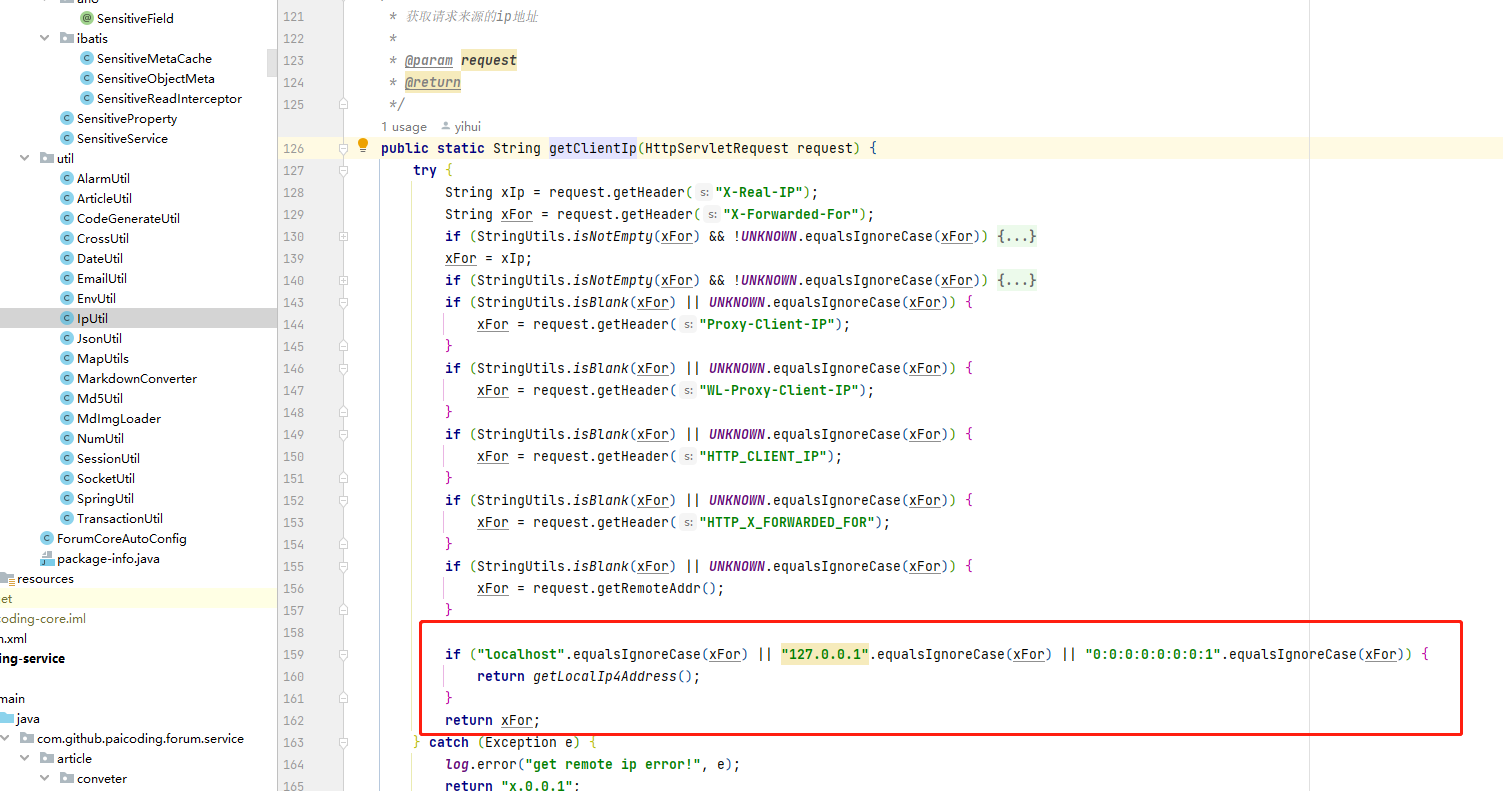 ano
SensitiveField
ibatis
SensitiveMetaCache
SensitiveObjectMeta
SensitiveReadInterceptor
SensitiveProperty
SensitiveService
util
AlarmUtil
ArticleUtil
CodeGenerateUtil
CrossUtil
DateUtil
EmailUtil
EnvUtil
IpUtil
JsonUtil
MapUtils
MarkdownConverter
Md5Util
MdImgLoader
NumUtil
SessionUtil
SocketUtil
SpringUtil
TransactionUtil
ForumCoreAutoConfig
package-info.java
resources
et
coding-core.iml
n.xml
ing-service
main
java
com.github.paicoding.forum.service
article
conveter
121 * 获取请求来源的ip地址
122 *
123 * @param request
124 * @return
125 */
1 usage yihui
126 public static String getClientIp(HttpServletRequest request) {
127 try {
128 String xIp = request.getHeader( s: "X-Real-IP");
129 String xFor = request.getHeader( s: "X-Forwarded-For");
130 if (StringUtils.isNotEmpty(xFor) && !UNKNOWN.equalsIgnoreCase(xFor)) {...}
139 xFor = xIp;
140 if (StringUtils.isNotEmpty(xFor) && !UNKNOWN.equalsIgnoreCase(xFor)) {...}
143 if (StringUtils.isBlank(xFor) || UNKNOWN.equalsIgnoreCase(xFor)) {
144 xFor = request.getHeader( s: "Proxy-Client-IP");
145 }
146 if (StringUtils.isBlank(xFor) || UNKNOWN.equalsIgnoreCase(xFor)) {
147 xFor = request.getHeader( s: "WL-Proxy-Client-IP");
148 }
149 if (StringUtils.isBlank(xFor) || UNKNOWN.equalsIgnoreCase(xFor)) {
150 xFor = request.getHeader( s: "HTTP_CLIENT_IP");
151 }
152 if (StringUtils.isBlank(xFor) || UNKNOWN.equalsIgnoreCase(xFor)) {
153 xFor = request.getHeader( s: "HTTP_X_FORWARDED_FOR");
154 }
155 if (StringUtils.isBlank(xFor) || UNKNOWN.equalsIgnoreCase(xFor)) {
156 xFor = request.getRemoteAddr();
157 }
158
159 if ("localhost".equalsIgnoreCase(xFor) || "127.0.0.1".equalsIgnoreCase(xFor) || "0:0:0:0:0:0:0:1".equalsIgnoreCase(xFor)) {
160 return getLocalIp4Address();
161 }
162 return xFor;
163 } catch (Exception e) {
164 log.error("get remote ip error!", e);
165 return "x.0.0.1";